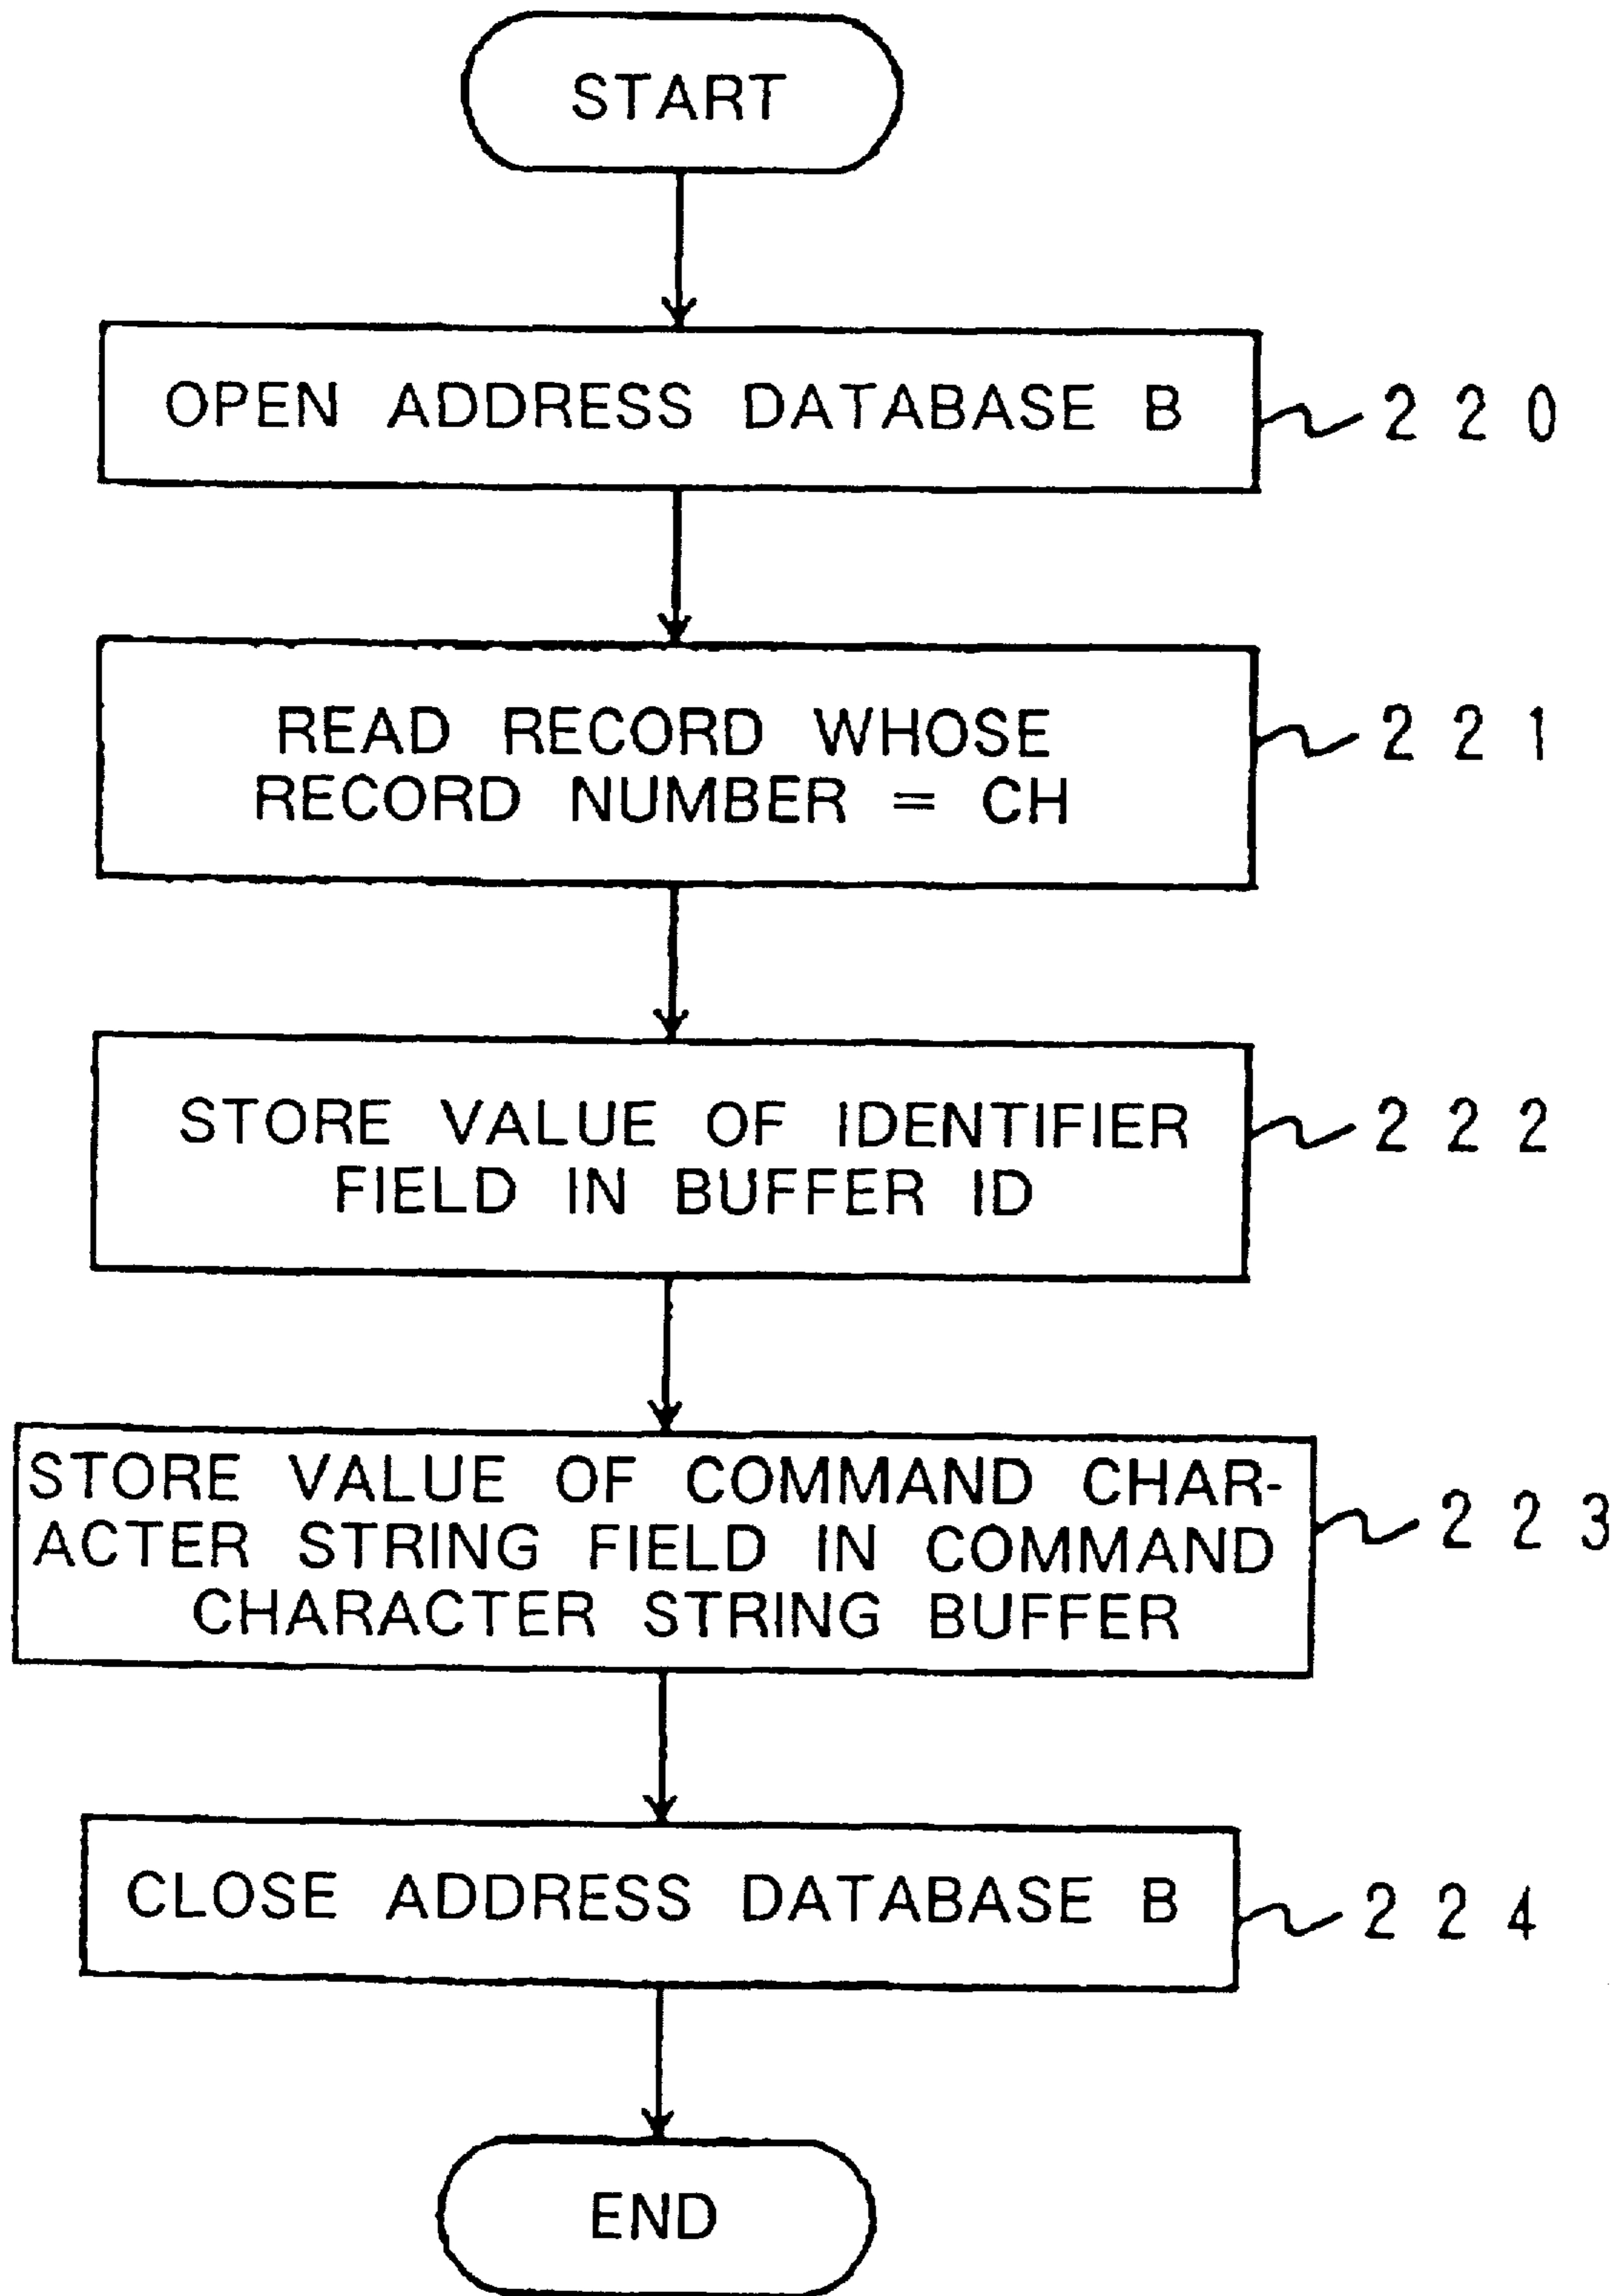 START
OPEN ADDRESS DATABASE B 220
READ RECORD WHOSE
RECORD NUMBER = CH
221
STORE VALUE OF IDENTIFIER
FIELD IN BUFFER ID
222
STORE VALUE OF COMMAND CHAR-
ACTER STRING FIELD IN COMMAND
CHARACTER STRING BUFFER
223
CLOSE ADDRESS DATABASE B 224
END